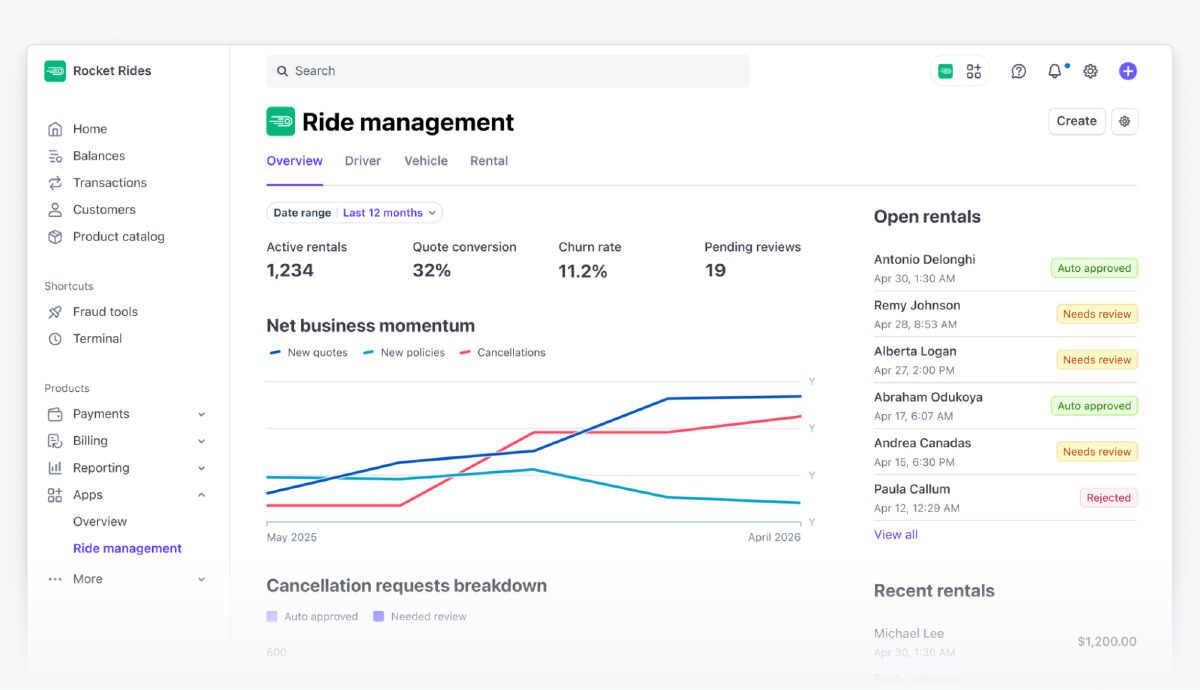 Rocket Rides
Home
Balances
Transactions
Customers
Product catalog
Shortcuts
Fraud tools
Terminal
Products
Payments
Billing
Reporting
Apps
Overview
Ride management
More
Search
Ride management
Create
Overview Driver Vehicle Rental
Date range Last 12 months
Active rentals Quote conversion Churn rate Pending reviews
1,234 32% 11.2% 19
Net business momentum
New quotes New policies Cancellations
Y
Y
Y
Y
May 2025 April 2026
Cancellation requests breakdown
Auto approved Needed review
600
Open rentals
Antonio Delonghi
Apr 30, 1:30 AM
Auto approved
Remy Johnson
Apr 28, 8:53 AM
Needs review
Alberta Logan
Apr 27, 2:00 PM
Needs review
Abraham Odukoya
Apr 17, 6:07 AM
Auto approved
Andrea Canadas
Apr 15, 6:30 PM
Needs review
Paula Callum
Apr 12, 12:29 AM
Rejected
View all
Recent rentals
Michael Lee
Apr 30, 1:30 AM
$1,200.00
Emily Johnson